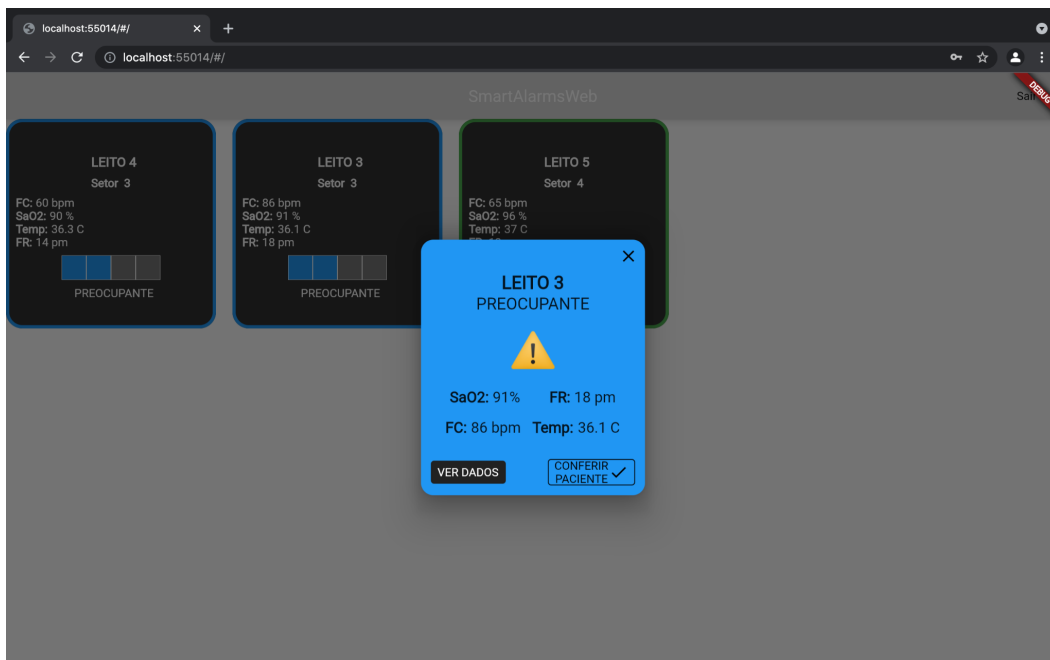 localhost:55014/#/
localhost:55014/#/
SmartAlarmsWeb
DEBUG
LEITO 4
Setor 3
FC: 60 bpm
SaO2: 90 %
Temp: 36.3 C
FR: 14 pm
PREOCUPANTE
LEITO 3
Setor 3
FC: 86 bpm
SaO2: 91 %
Temp: 36.1 C
FR: 18 pm
PREOCUPANTE
LEITO 5
Setor 4
FC: 65 bpm
SaO2: 96 %
Temp: 37 C
LEITO 3
PREOCUPANTE
SaO2: 91% FR: 18 pm
FC: 86 bpm Temp: 36.1 C
VER DADOS
CONFERIR
PACIENTE